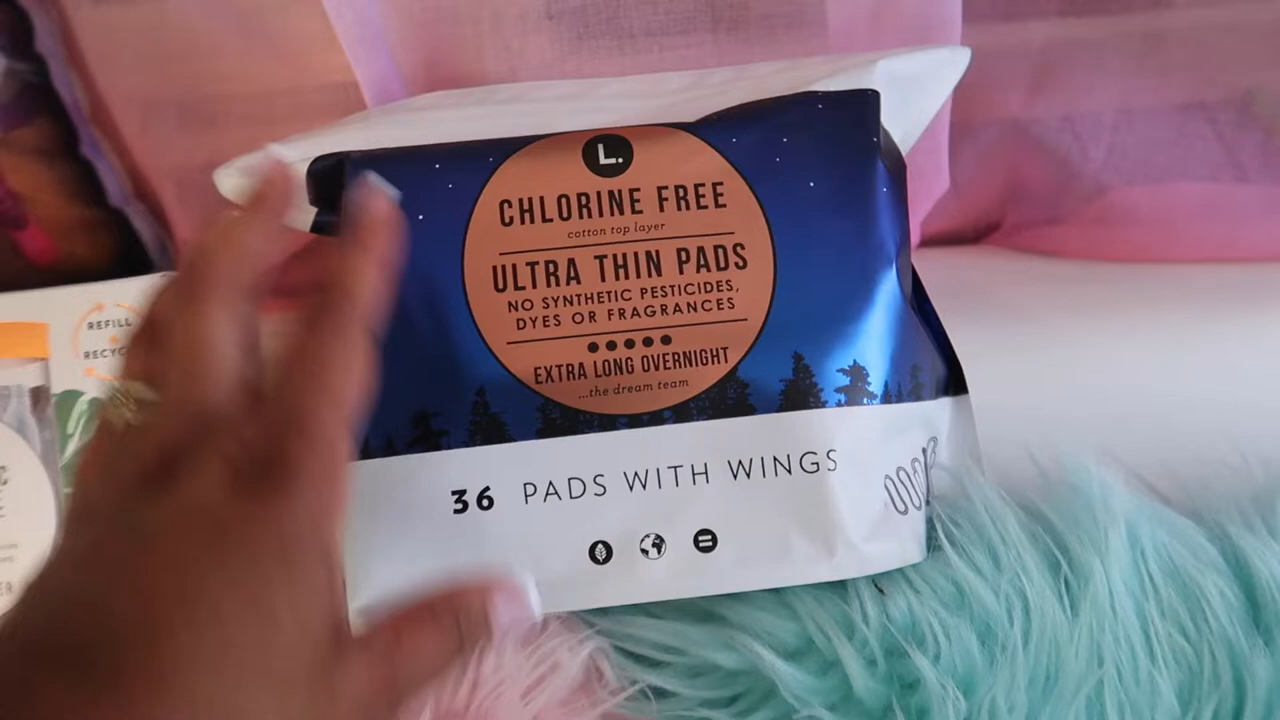 L.
CHLORINE FREE
cotton top layer
ULTRA THIN PADS
NO SYNTHETIC PESTICIDES,
DYES OR FRAGRANCES
EXTRA LONG OVERNIGHT
...the dream team
36 PADS WITH WINGS
REFILL